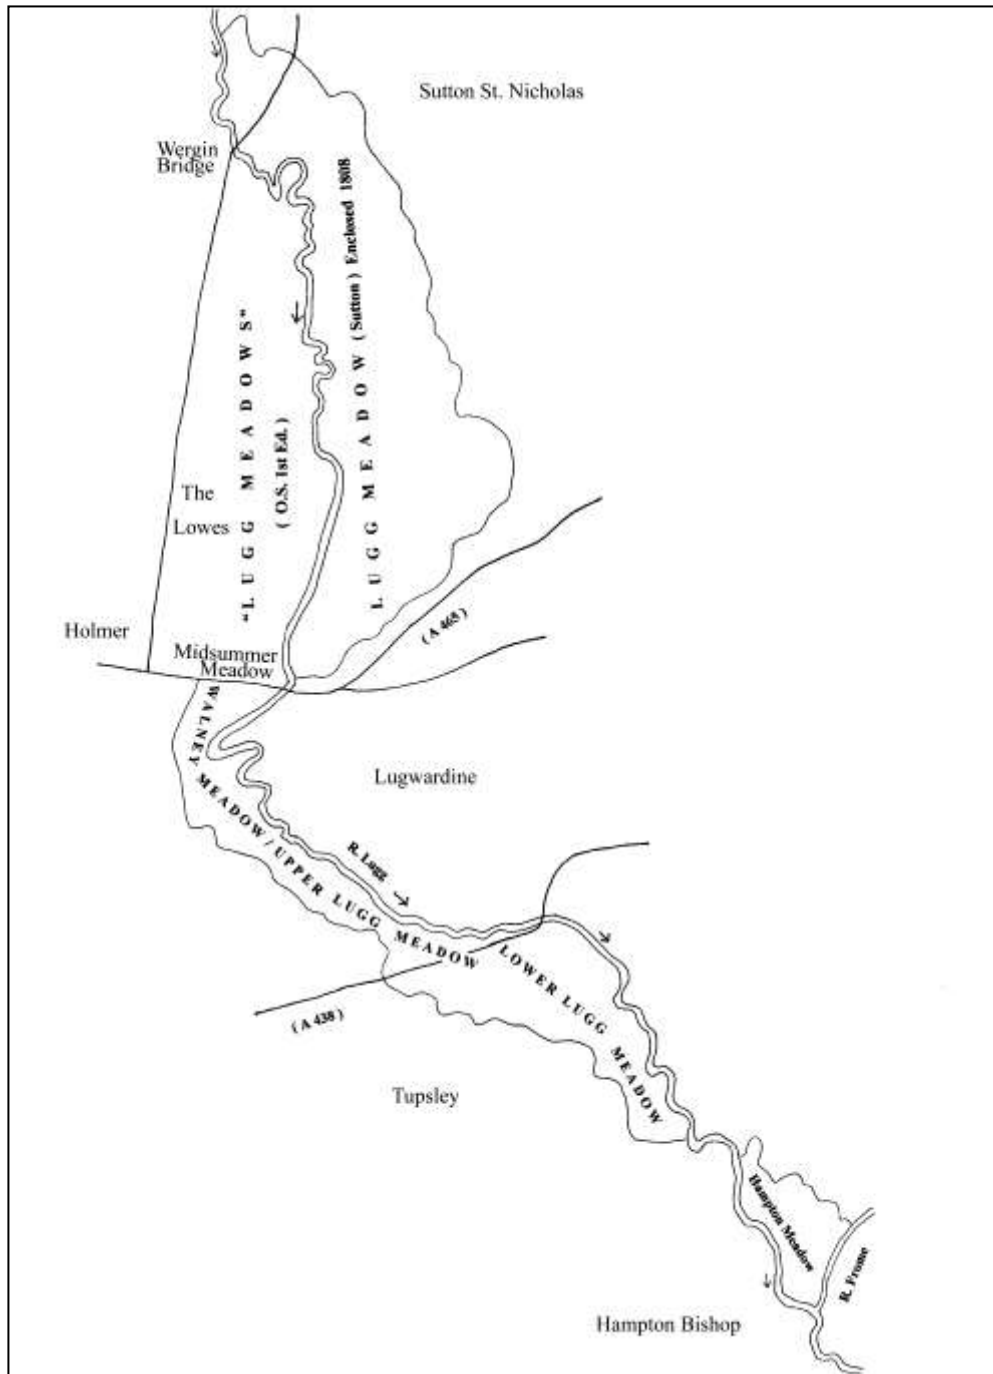 Sutton St. Nicholas
Wergin
Bridge
"LUGG MEADOWS"
( O.S. 1st Ed. )
LUGG MEADOW ( Sutton ) Enclosed 1808
The
Lowes
Holmer
Midsummer
Meadow
( A 465 )
WALNEY MEADOW / UPPER LUGG MEADOW
Lugwardine
R. Lugg
LOWER LUGG MEADOW
( A 438 )
Tupsley
Hampton Meadow
R. Frome
Hampton Bishop